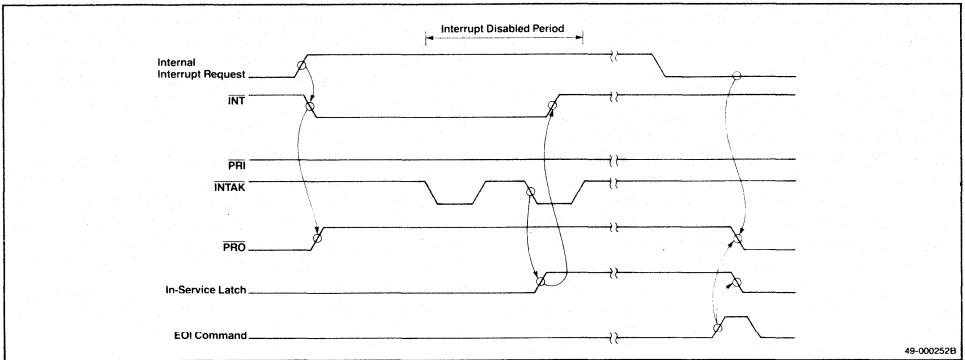 Interrupt Disabled Period
Internal
Interrupt Request
INT
PRI
INTAK
PRO
In-Service Latch
EOI Command
49-000252B